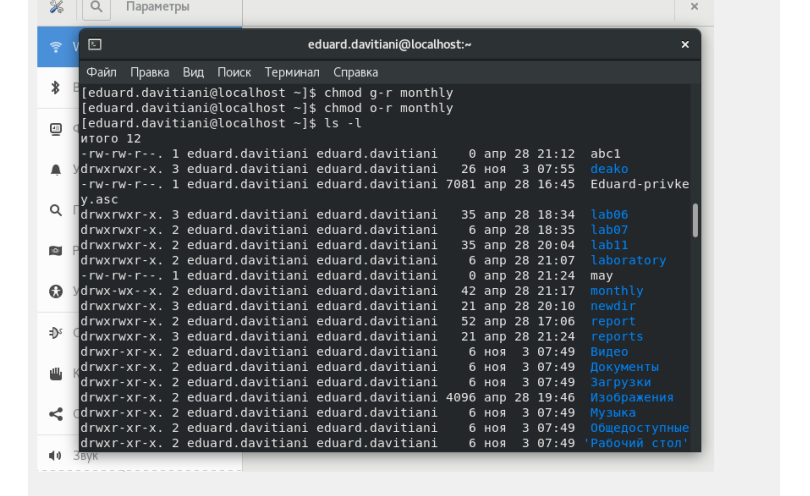 Параметры
eduard.davitiani@localhost:~
Файл Правка Вид Поиск Терминал Справка
[eduard.davitiani@localhost ~]$ chmod g-r monthly
[eduard.davitiani@localhost ~]$ chmod o-r monthly
[eduard.davitiani@localhost ~]$ ls -l
итого 12
-rw-rw-r--. 1 eduard.davitiani eduard.davitiani 0 апр 28 21:12 abc1
drwxrwxr-x. 3 eduard.davitiani eduard.davitiani 26 ноя 3 07:55 deako
-rw-rw-r--. 1 eduard.davitiani eduard.davitiani 7081 апр 28 16:45 Eduard-privke
y.asc
drwxrwxr-x. 3 eduard.davitiani eduard.davitiani 35 апр 28 18:34 lab06
drwxrwxr-x. 2 eduard.davitiani eduard.davitiani 6 апр 28 18:35 lab07
drwxrwxr-x. 2 eduard.davitiani eduard.davitiani 35 апр 28 20:04 lab11
drwxrwxr-x. 2 eduard.davitiani eduard.davitiani 6 апр 28 21:07 laboratory
-rw-rw-r--. 1 eduard.davitiani eduard.davitiani 0 апр 28 21:24 may
drwx-wx--x. 2 eduard.davitiani eduard.davitiani 42 апр 28 21:17 monthly
drwxrwxr-x. 3 eduard.davitiani eduard.davitiani 21 апр 28 20:10 newdir
drwxrwxr-x. 2 eduard.davitiani eduard.davitiani 52 апр 28 17:06 report
drwxrwxr-x. 3 eduard.davitiani eduard.davitiani 21 апр 28 21:24 reports
drwxr-xr-x. 2 eduard.davitiani eduard.davitiani 6 ноя 3 07:49 Видео
drwxr-xr-x. 2 eduard.davitiani eduard.davitiani 6 ноя 3 07:49 Документы
drwxr-xr-x. 2 eduard.davitiani eduard.davitiani 6 ноя 3 07:49 Загрузки
drwxr-xr-x. 2 eduard.davitiani eduard.davitiani 4096 апр 28 19:46 Изображения
drwxr-xr-x. 2 eduard.davitiani eduard.davitiani 6 ноя 3 07:49 Музыка
drwxr-xr-x. 2 eduard.davitiani eduard.davitiani 6 ноя 3 07:49 Общедоступные
drwxr-xr-x. 2 eduard.davitiani eduard.davitiani 6 ноя 3 07:49 'Рабочий стол'
Звук